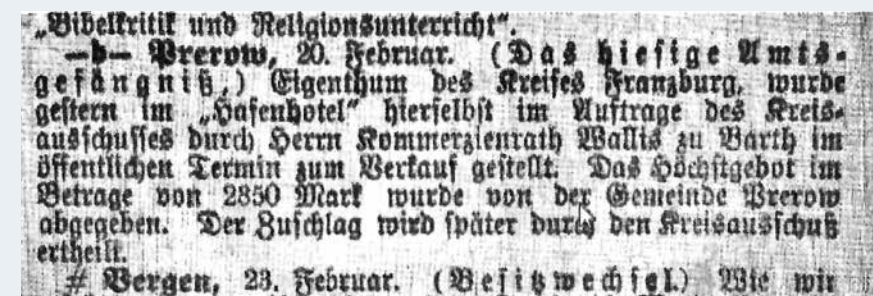 „Bibelkritik und Religionsunterricht“.
—b— Prerow, 20. Februar. (Das hiesige Amts-
gefängniß,) Eigenthum des Kreises Franzburg, wurde
gestern im „Hafenhotel“ hierselbst im Auftrage des Kreis-
ausschusses durch Herrn Kommerzienrath Wallis zu Barth im
öffentlichen Termin zum Verkauf gestellt. Das Höchstgebot im
Betrage von 2850 Mark wurde von der Gemeinde Prerow
abgegeben. Der Zuschlag wird später durch den Kreisausschuß
ertheilt.
# Bergen, 23. Februar. (Besitzwechsel.) Wie wir